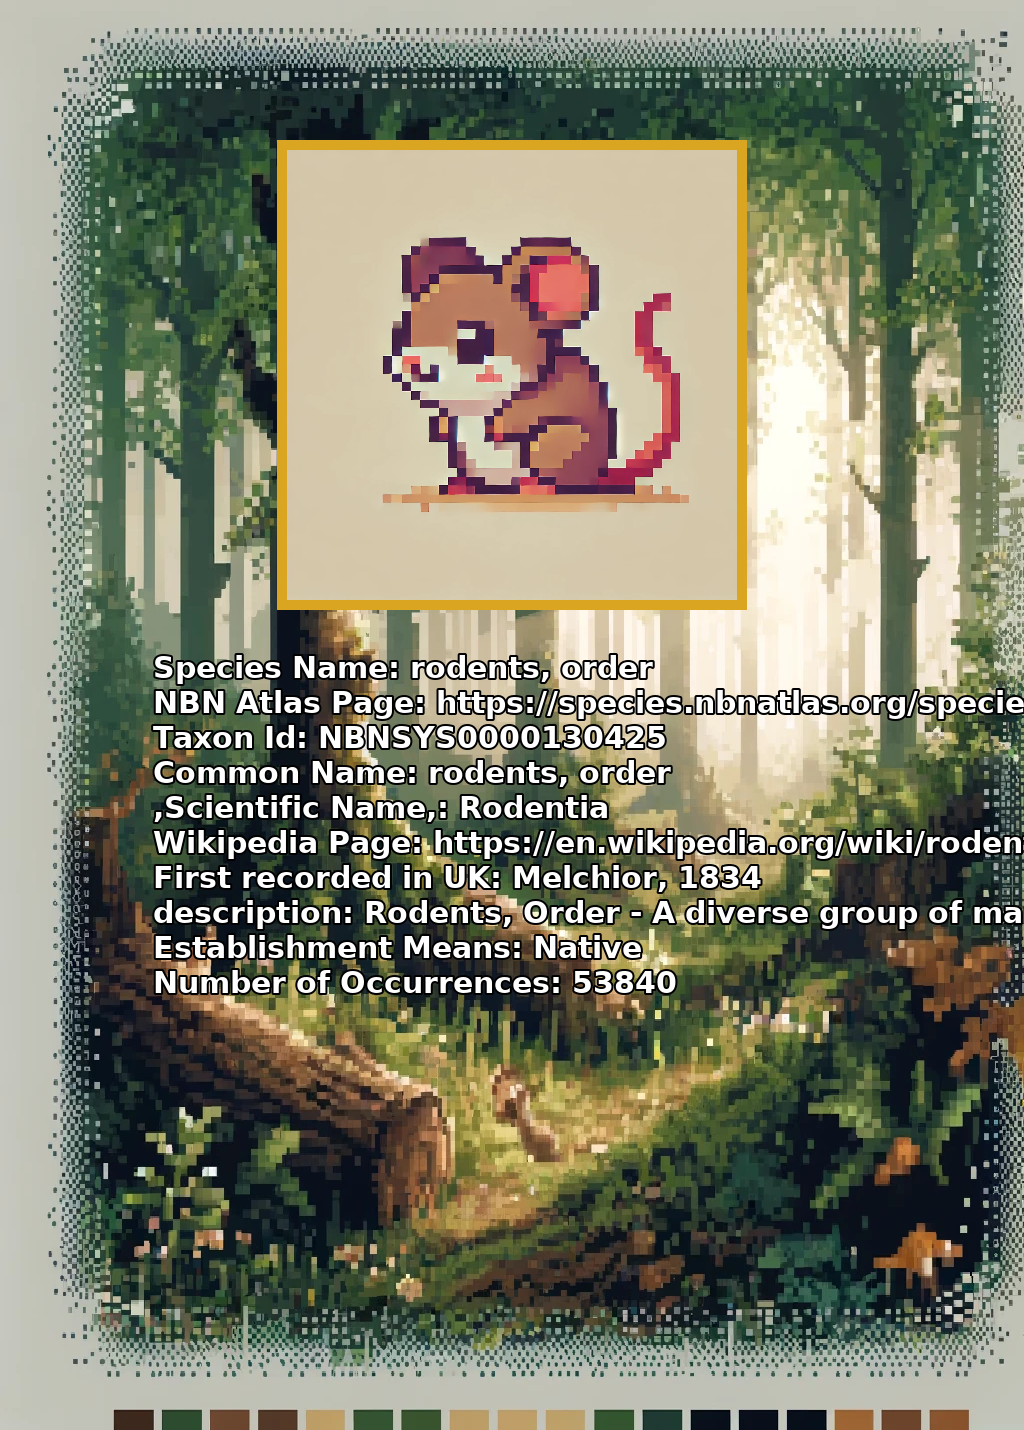 Species Name: rodents, order
NBN Atlas Page: https://species.nbnatlas.org/specie
Taxon Id: NBNSYS0000130425
Common Name: rodents, order
,Scientific Name,: Rodentia
Wikipedia Page: https://en.wikipedia.org/wiki/roden
First recorded in UK: Melchior, 1834
description: Rodents, Order - A diverse group of ma
Establishment Means: Native
Number of Occurrences: 53840